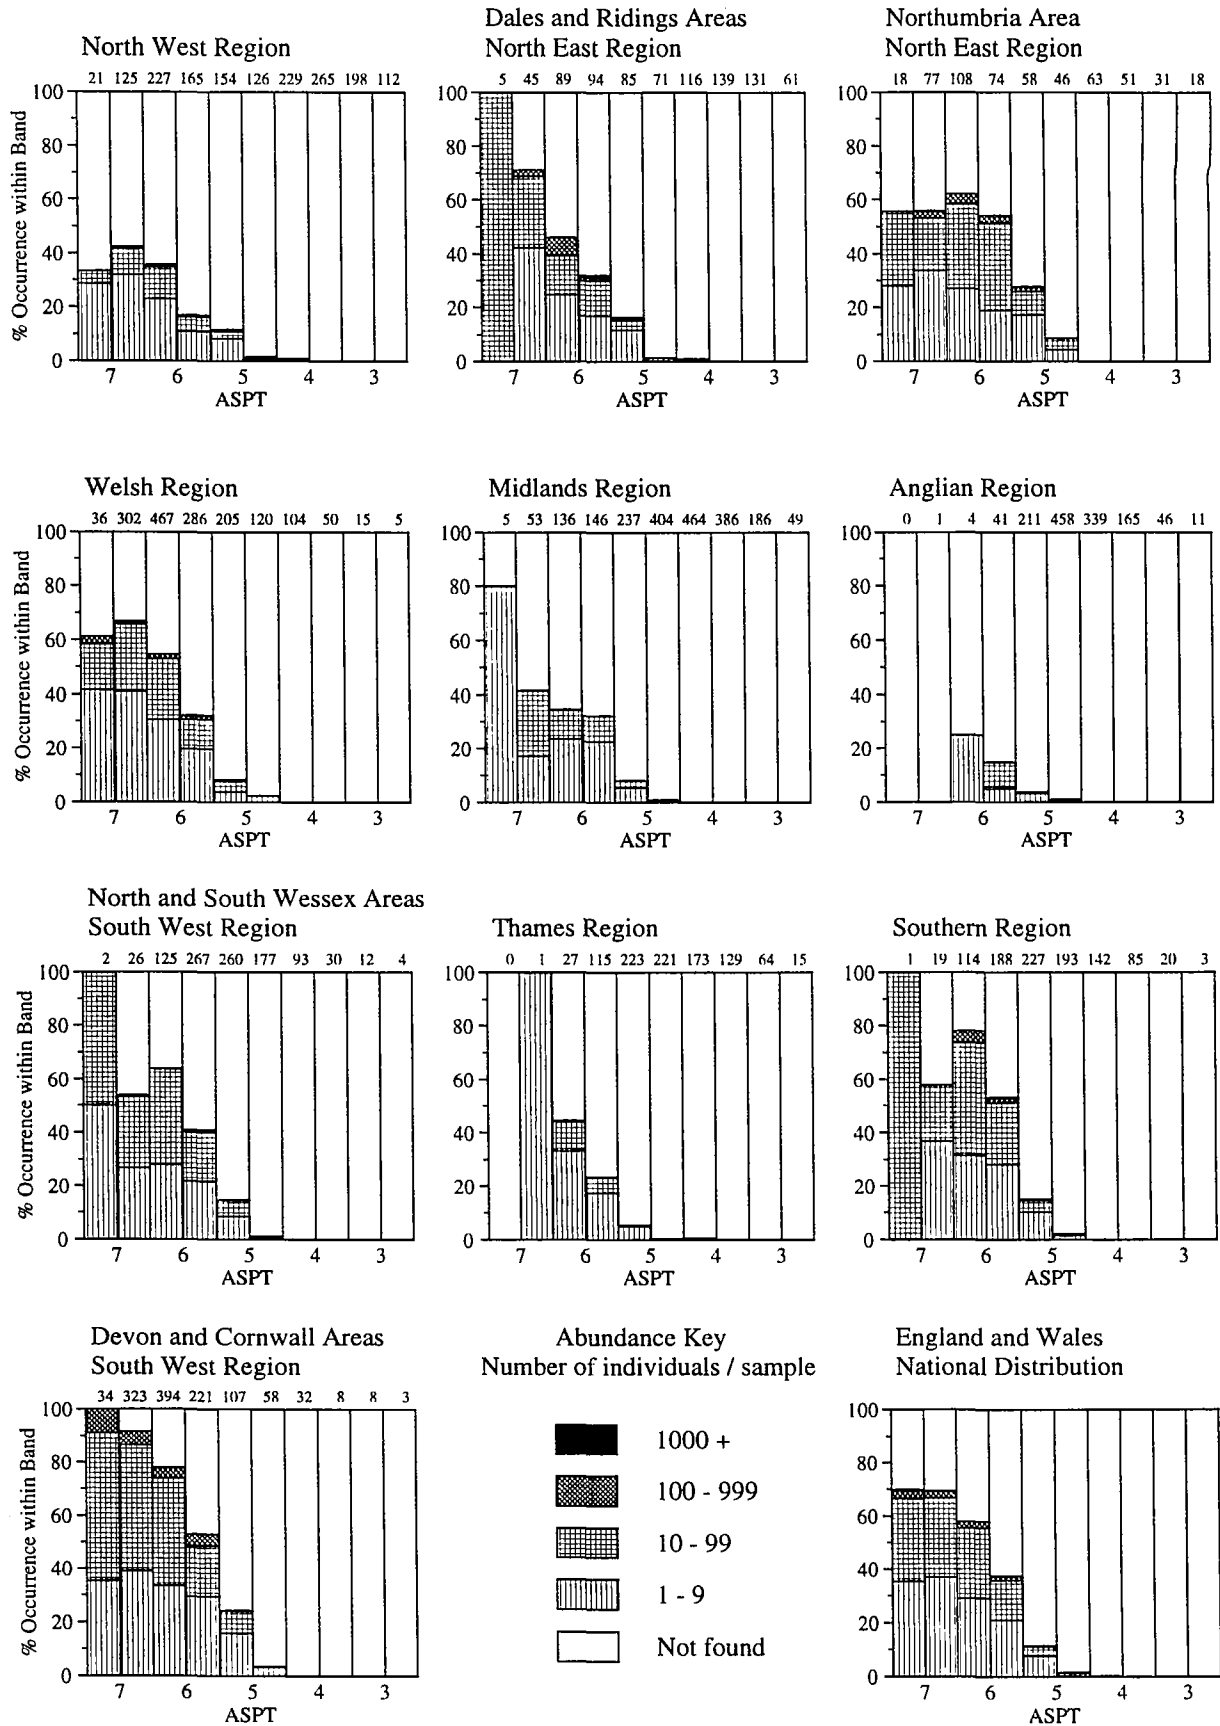 North West Region
21 125 227 165 154 126 229 265 198 112
100
80
60
40
20
0
% Occurrence within Band
7 6 5 4 3
ASPT
Dales and Ridings Areas
North East Region
5 45 89 94 85 71 116 139 131 61
100
80
60
40
20
0
7 6 5 4 3
ASPT
Northumbria Area
North East Region
18 77 108 74 58 46 63 51 31 18
100
80
60
40
20
0
7 6 5 4 3
ASPT
Welsh Region
36 302 467 286 205 120 104 50 15 5
100
80
60
40
20
0
% Occurrence within Band
7 6 5 4 3
ASPT
Midlands Region
5 53 136 146 237 404 464 386 186 49
100
80
60
40
20
0
7 6 5 4 3
ASPT
Anglian Region
0 1 4 41 211 458 339 165 46 11
100
80
60
40
20
0
7 6 5 4 3
ASPT
North and South Wessex Areas
South West Region
2 26 125 267 260 177 93 30 12 4
100
80
60
40
20
0
% Occurrence within Band
7 6 5 4 3
ASPT
Thames Region
0 1 27 115 223 221 173 129 64 15
100
80
60
40
20
0
7 6 5 4 3
ASPT
Southern Region
1 19 114 188 227 193 142 85 20 3
100
80
60
40
20
0
7 6 5 4 3
ASPT
Devon and Cornwall Areas
South West Region
34 323 394 221 107 58 32 8 8 3
100
80
60
40
20
0
% Occurrence within Band
7 6 5 4 3
ASPT
Abundance Key
Number of individuals / sample
1000 +
100 - 999
10 - 99
1 - 9
Not found
England and Wales
National Distribution
100
80
60
40
20
0
7 6 5 4 3
ASPT